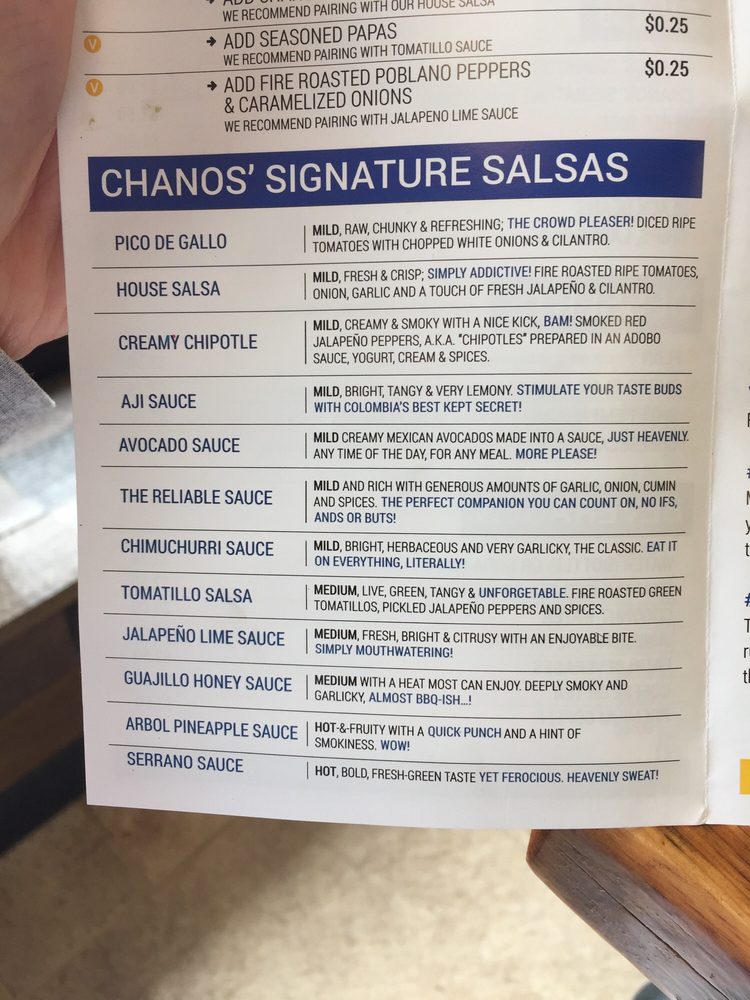 WE RECOMMEND PAIRING WITH OUR HOUSE SALSA
V → ADD SEASONED PAPAS $0.25
WE RECOMMEND PAIRING WITH TOMATILLO SAUCE
V → ADD FIRE ROASTED POBLANO PEPPERS $0.25
& CARAMELIZED ONIONS
WE RECOMMEND PAIRING WITH JALAPENO LIME SAUCE
CHANOS' SIGNATURE SALSAS
PICO DE GALLO
MILD, RAW, CHUNKY & REFRESHING; THE CROWD PLEASER! DICED RIPE
TOMATOES WITH CHOPPED WHITE ONIONS & CILANTRO.
HOUSE SALSA
MILD, FRESH & CRISP; SIMPLY ADDICTIVE! FIRE ROASTED RIPE TOMATOES,
ONION, GARLIC AND A TOUCH OF FRESH JALAPEÑO & CILANTRO.
CREAMY CHIPOTLE
MILD, CREAMY & SMOKY WITH A NICE KICK, BAM! SMOKED RED
JALAPEÑO PEPPERS, A.K.A. “CHIPOTLES” PREPARED IN AN ADOBO
SAUCE, YOGURT, CREAM & SPICES.
AJI SAUCE
MILD, BRIGHT, TANGY & VERY LEMONY. STIMULATE YOUR TASTE BUDS
WITH COLOMBIA'S BEST KEPT SECRET!
AVOCADO SAUCE
MILD CREAMY MEXICAN AVOCADOS MADE INTO A SAUCE, JUST HEAVENLY.
ANY TIME OF THE DAY, FOR ANY MEAL. MORE PLEASE!
THE RELIABLE SAUCE
MILD AND RICH WITH GENEROUS AMOUNTS OF GARLIC, ONION, CUMIN
AND SPICES. THE PERFECT COMPANION YOU CAN COUNT ON, NO IFS,
ANDS OR BUTS!
CHIMUCHURRI SAUCE
MILD, BRIGHT, HERBACEOUS AND VERY GARLICKY, THE CLASSIC. EAT IT
ON EVERYTHING, LITERALLY!
TOMATILLO SALSA
MEDIUM, LIVE, GREEN, TANGY & UNFORGETABLE. FIRE ROASTED GREEN
TOMATILLOS, PICKLED JALAPEÑO PEPPERS AND SPICES.
JALAPEÑO LIME SAUCE
MEDIUM, FRESH, BRIGHT & CITRUSY WITH AN ENJOYABLE BITE.
SIMPLY MOUTHWATERING!
GUAJILLO HONEY SAUCE
MEDIUM WITH A HEAT MOST CAN ENJOY. DEEPLY SMOKY AND
GARLICKY, ALMOST BBQ-ISH...!
ARBOL PINEAPPLE SAUCE
HOT-&-FRUITY WITH A QUICK PUNCH AND A HINT OF
SMOKINESS. WOW!
SERRANO SAUCE
HOT, BOLD, FRESH-GREEN TASTE YET FEROCIOUS. HEAVENLY SWEAT!